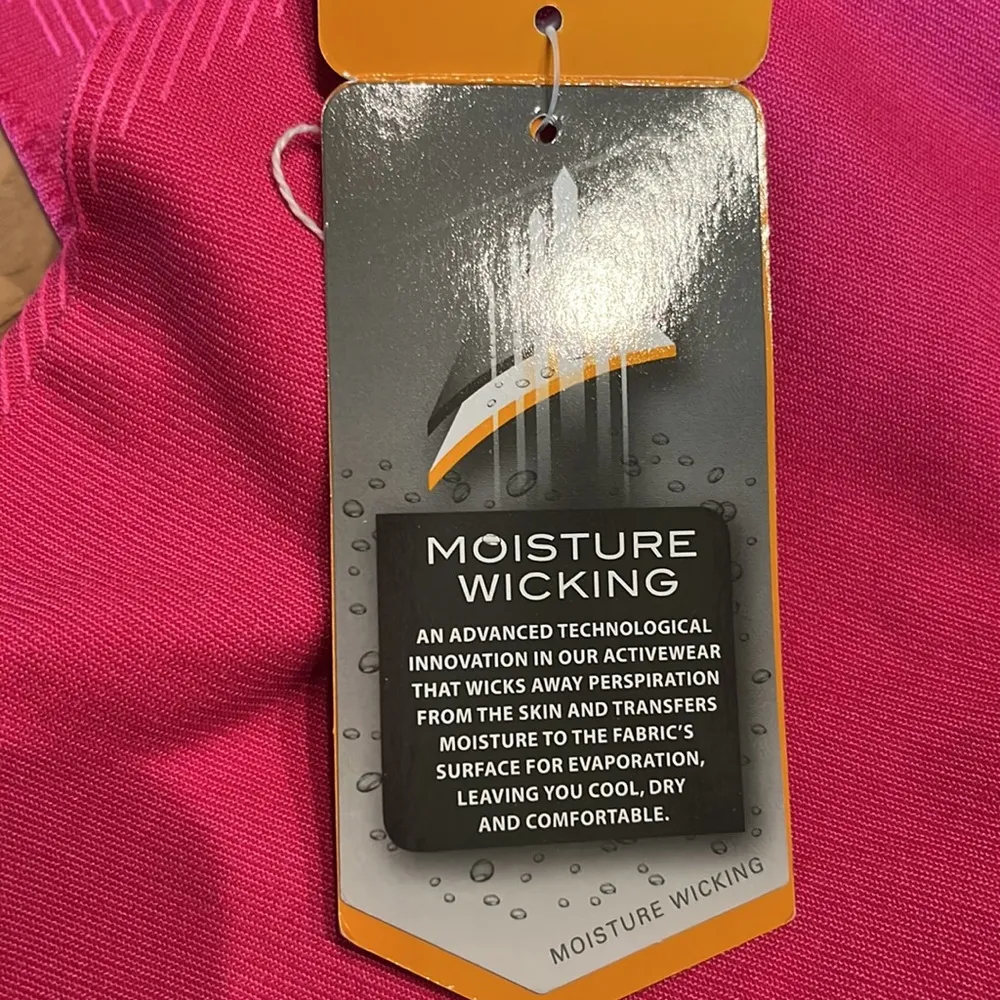 MOISTURE
WICKING
AN ADVANCED TECHNOLOGICAL
INNOVATION IN OUR ACTIVEWEAR
THAT WICKS AWAY PERSPIRATION
FROM THE SKIN AND TRANSFERS
MOISTURE TO THE FABRIC'S
SURFACE FOR EVAPORATION,
LEAVING YOU COOL, DRY
AND COMFORTABLE.
MOISTURE WICKING